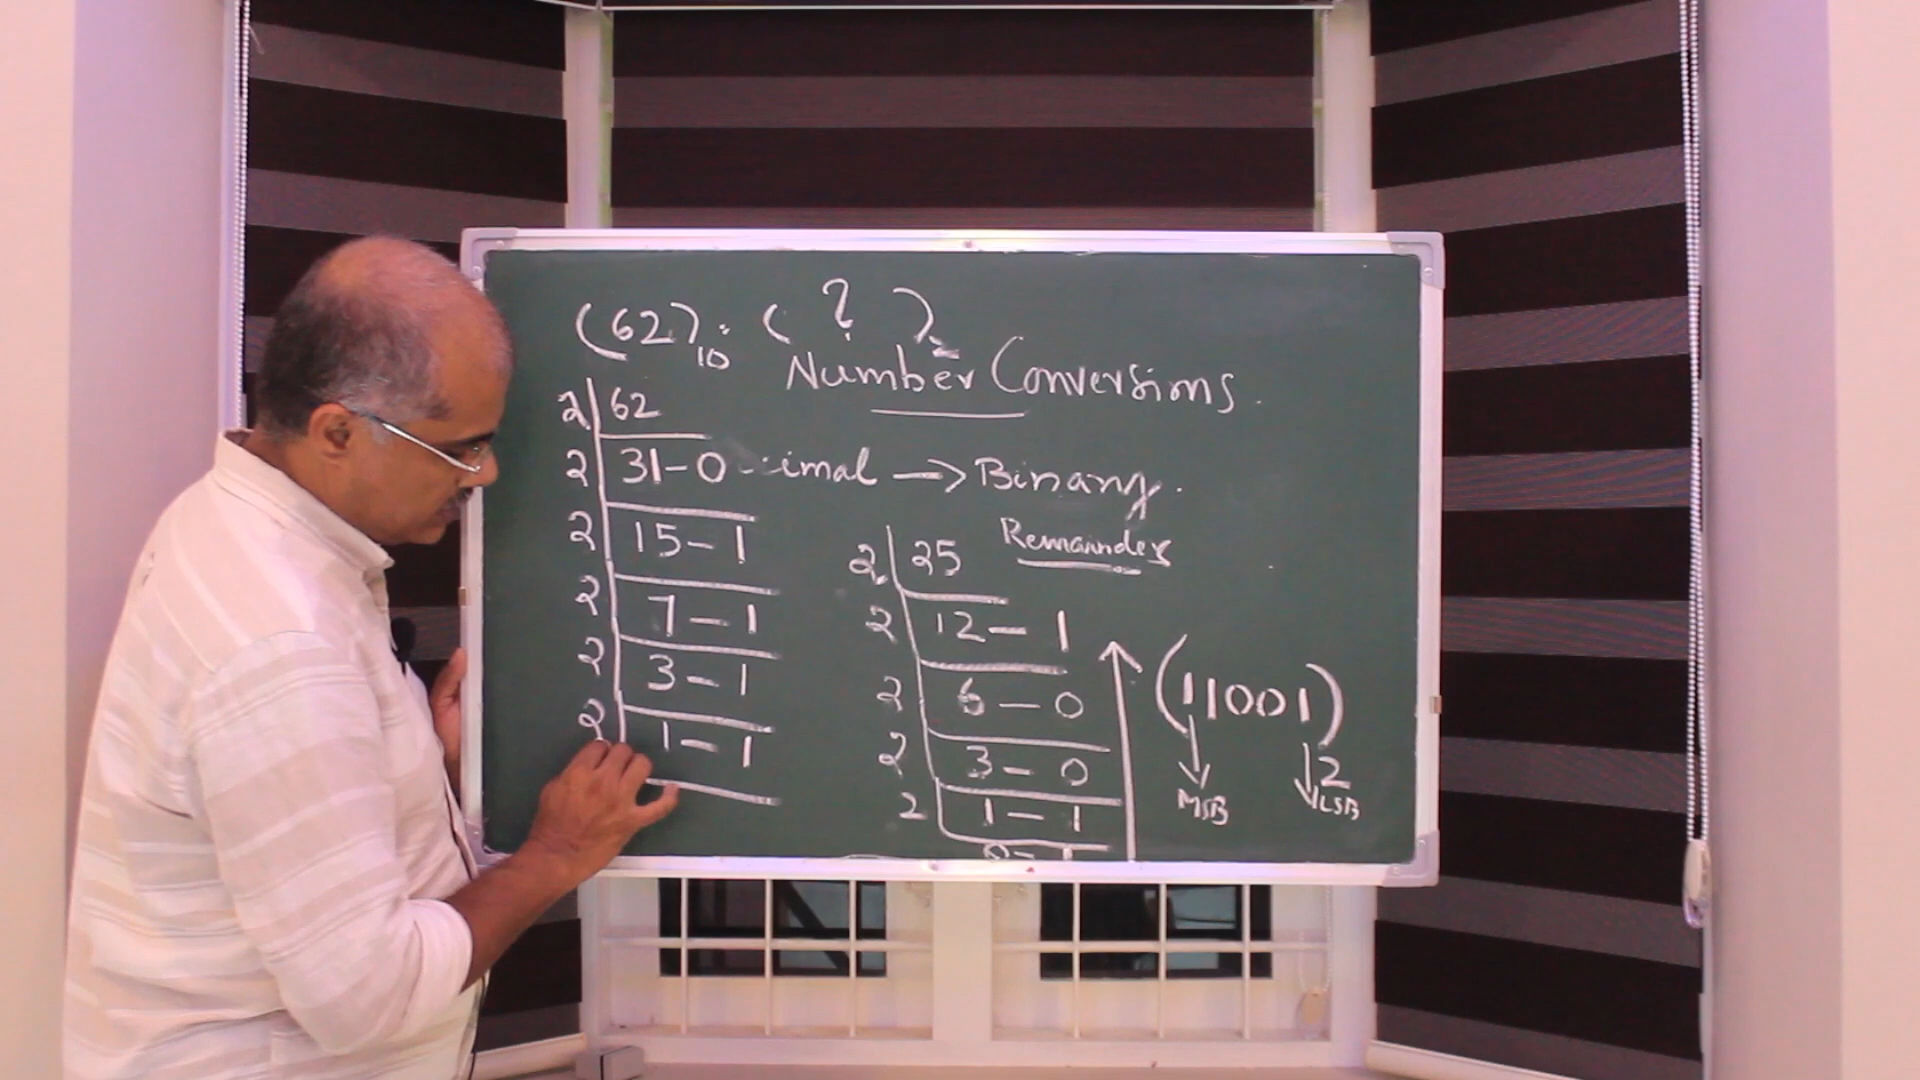 (62)10 : ( ? )2
Number Conversions.
2 62
2 31-0
imal → Binary.
2 15-1
2 7-1
2 3-1
2 1-1
Remainder
2 25
2 12-1
2 6-0
2 3-0
2 1-1
0-1
(11001)2
MSB
LSB